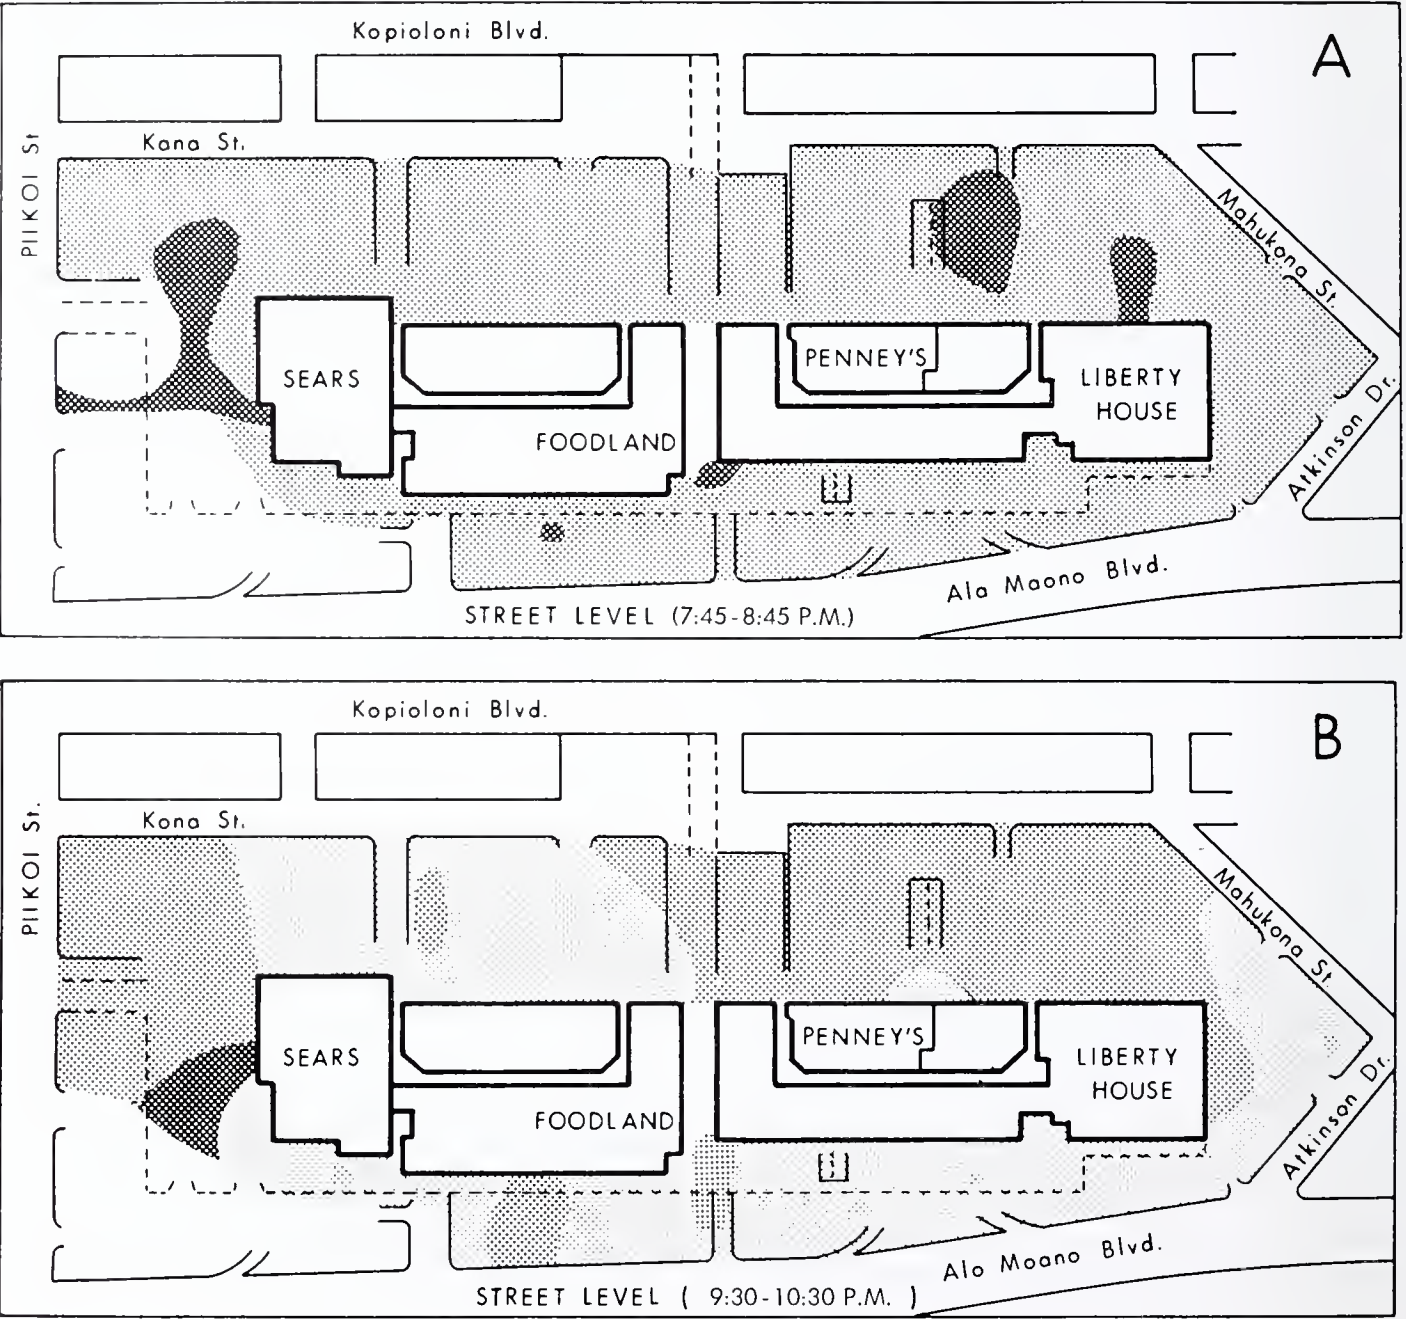 Kopioloni Blvd.
A
PIIKOI St
Kona St.
Mahukona St.
SEARS
PENNEY'S
LIBERTY
HOUSE
FOODLAND
Atkinson Dr.
Ala Maono Blvd.
STREET LEVEL (7:45-8:45 P.M.)
Kopioloni Blvd.
B
PIIKOI St.
Kona St.
Mahukona St
SEARS
PENNEY'S
LIBERTY
HOUSE
FOODLAND
Atkinson Dr.
Alo Moano Blvd.
STREET LEVEL ( 9:30-10:30 P.M. )